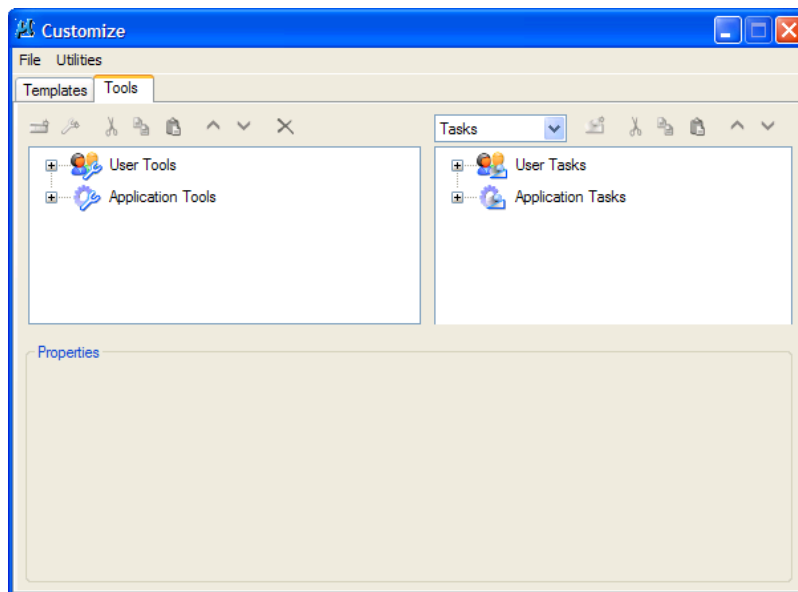 Customize
File Utilities
Templates Tools
Tasks
User Tools
Application Tools
User Tasks
Application Tasks
Properties